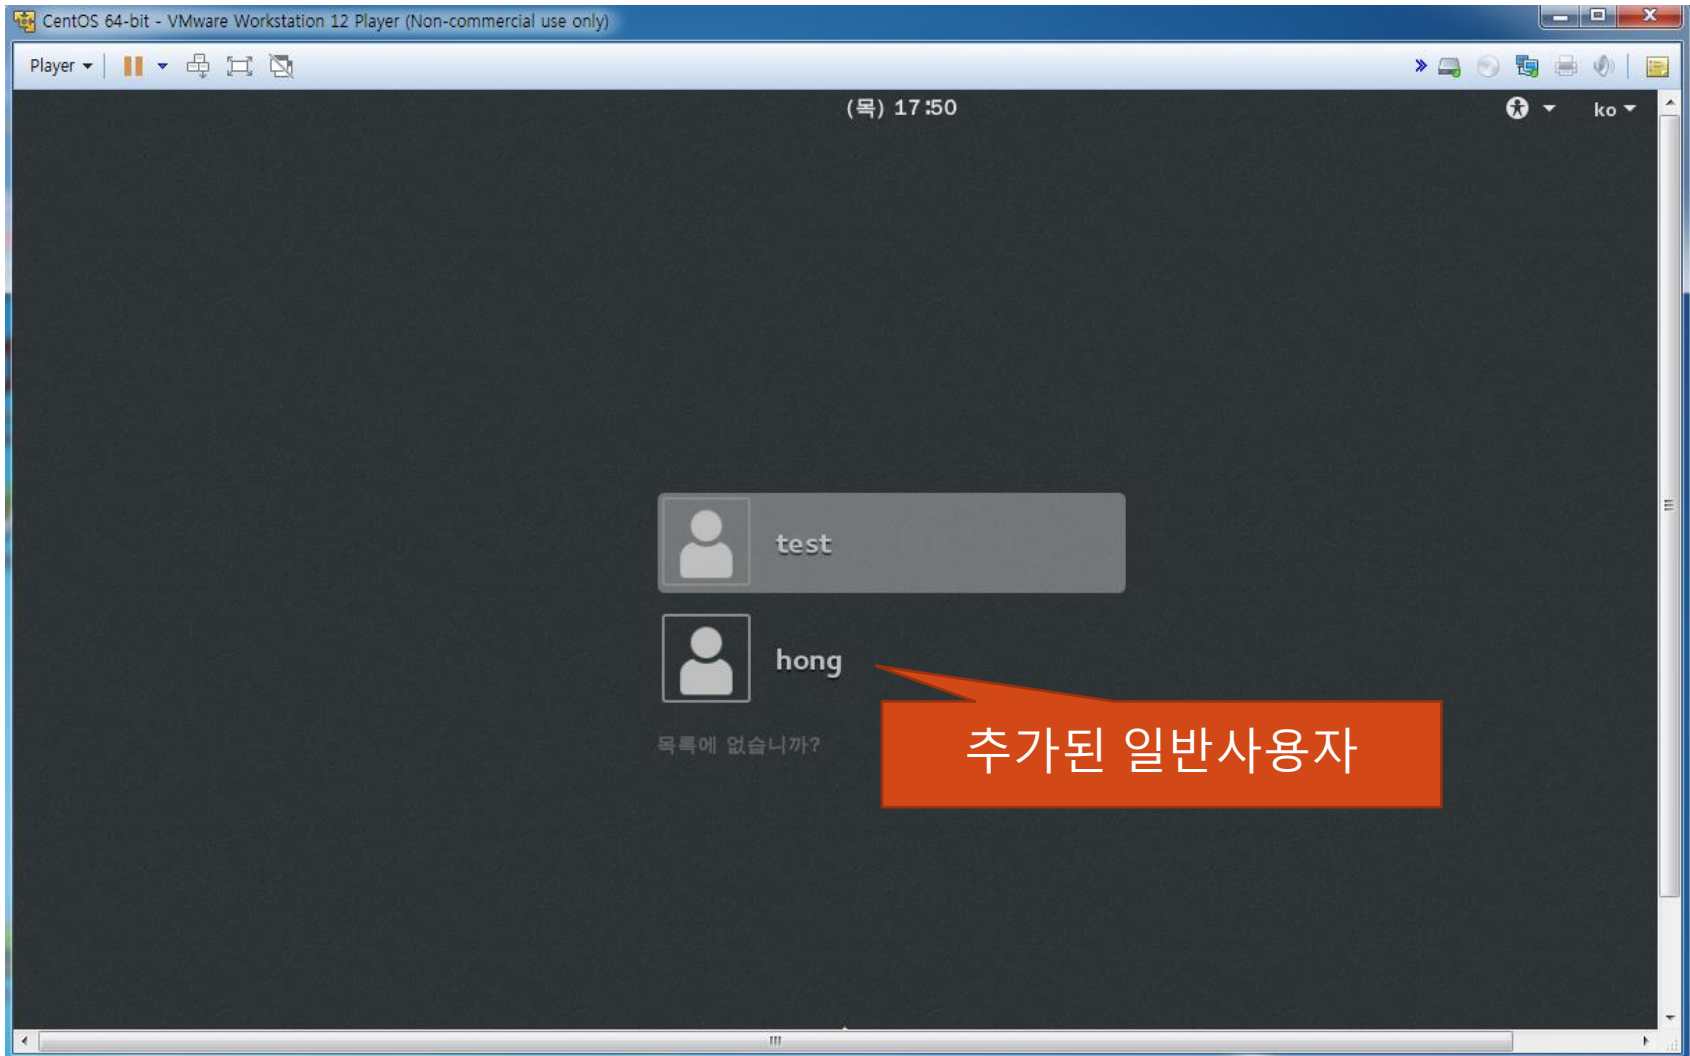 CentOS 64-bit - VMware Workstation 12 Player (Non-commercial use only)
Player
(목) 17:50
ko
test
hong
추가된 일반사용자
목록에 없습니까?